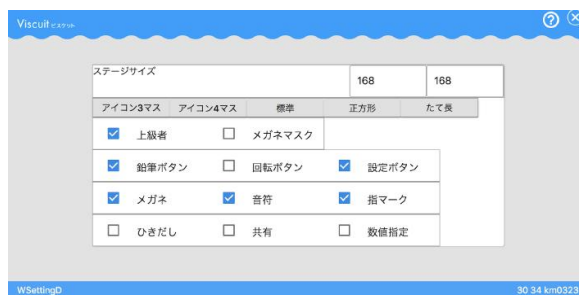 Viscuit ビスケット
ステージサイズ 168 168
アイコン3マス アイコン4マス 標準 正方形 たて長
上級者 メガネマスク
鉛筆ボタン 回転ボタン 設定ボタン
メガネ 音符 指マーク
ひきだし 共有 数値指定
WSettingD 30 34 km0323